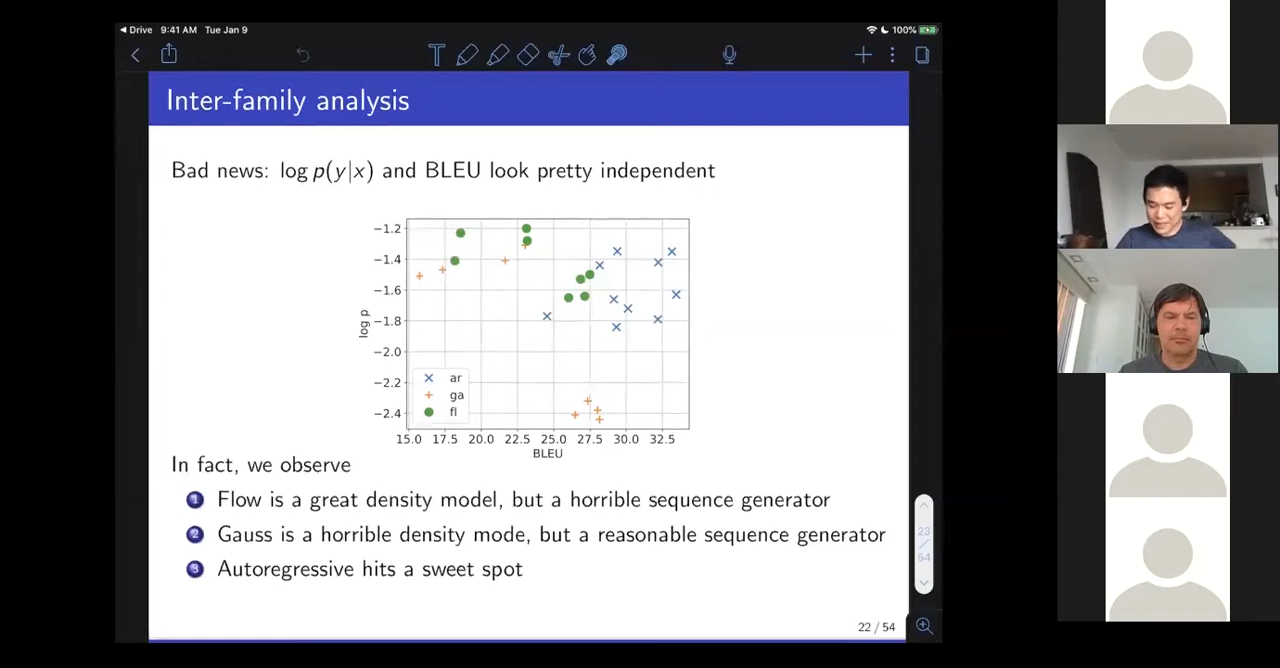 Drive 9:41 AM Tue Jan 9 100%
T
Inter-family analysis
Bad news: log p(y|x) and BLEU look pretty independent
−1.2
−1.4
−1.6
−1.8
−2.0
−2.2
−2.4
log p
ar
ga
fl
15.0 17.5 20.0 22.5 25.0 27.5 30.0 32.5
BLEU
In fact, we observe
1 Flow is a great density model, but a horrible sequence generator
2 Gauss is a horrible density mode, but a reasonable sequence generator
3 Autoregressive hits a sweet spot
23
/
54
22 / 54